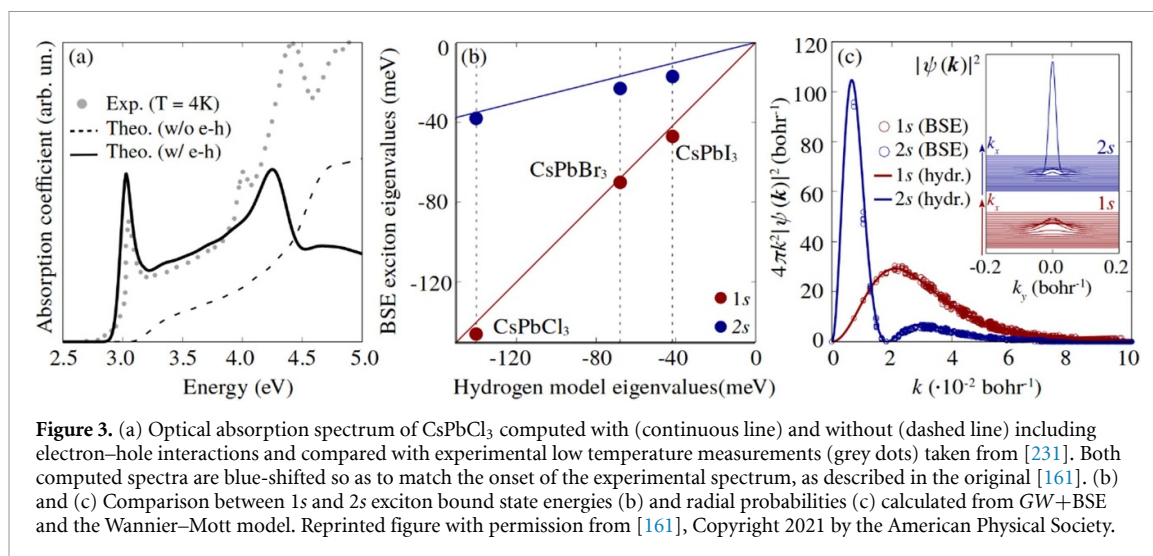 (a)
Exp. (T = 4K)
Theo. (w/o e-h)
Theo. (w/ e-h)
Absorption coefficient (arb. un.)
2.5 3.0 3.5 4.0 4.5 5.0
Energy (eV)
(b)
BSE exciton eigenvalues (meV)
0
-40
-80
-120
CsPbBr3
CsPbI3
CsPbCl3
1s
2s
-120 -80 -40 0
Hydrogen model eigenvalues(meV)
(c)
4πk²|ψ(k)|² (bohr⁻¹)
120
100
80
60
40
20
0
1s (BSE)
2s (BSE)
1s (hydr.)
2s (hydr.)
|ψ(k)|²
kx 2s
kx 1s
-0.2 0.0 0.2
ky (bohr⁻¹)
0 2 4 6 8 10
k (·10⁻² bohr⁻¹)
Figure 3. (a) Optical absorption spectrum of CsPbCl3 computed with (continuous line) and without (dashed line) including
electron–hole interactions and compared with experimental low temperature measurements (grey dots) taken from [231]. Both
computed spectra are blue-shifted so as to match the onset of the experimental spectrum, as described in the original [161]. (b)
and (c) Comparison between 1s and 2s exciton bound state energies (b) and radial probabilities (c) calculated from GW+BSE
and the Wannier–Mott model. Reprinted figure with permission from [161], Copyright 2021 by the American Physical Society.